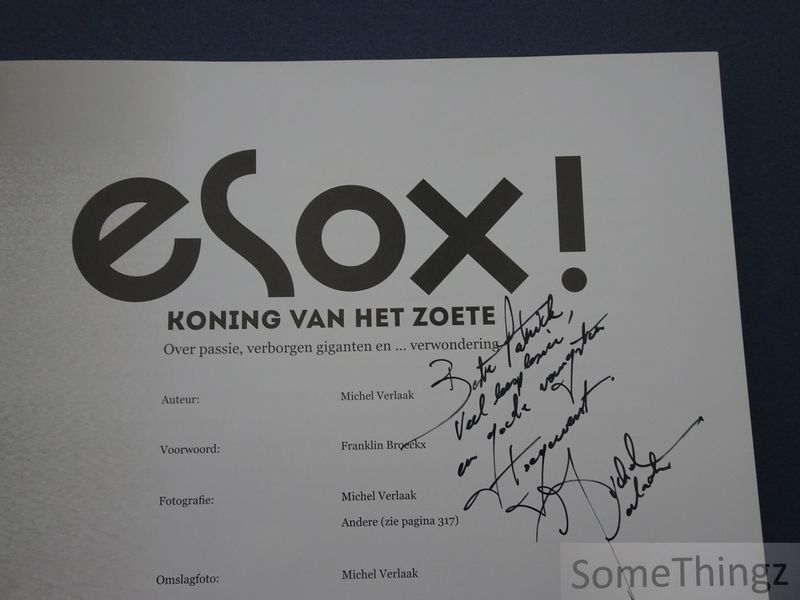 esox!
KONING VAN HET ZOETE
Over passie, verborgen giganten en ... verwondering
Auteur: Michel Verlaak
Voorwoord: Franklin Broeckx
Fotografie: Michel Verlaak
Andere (zie pagina 317)
Omslagfoto: Michel Verlaak
Beste Patrick,
Veel leesplezier,
en goede vangsten
Michel
Verlaak
SomeThingz